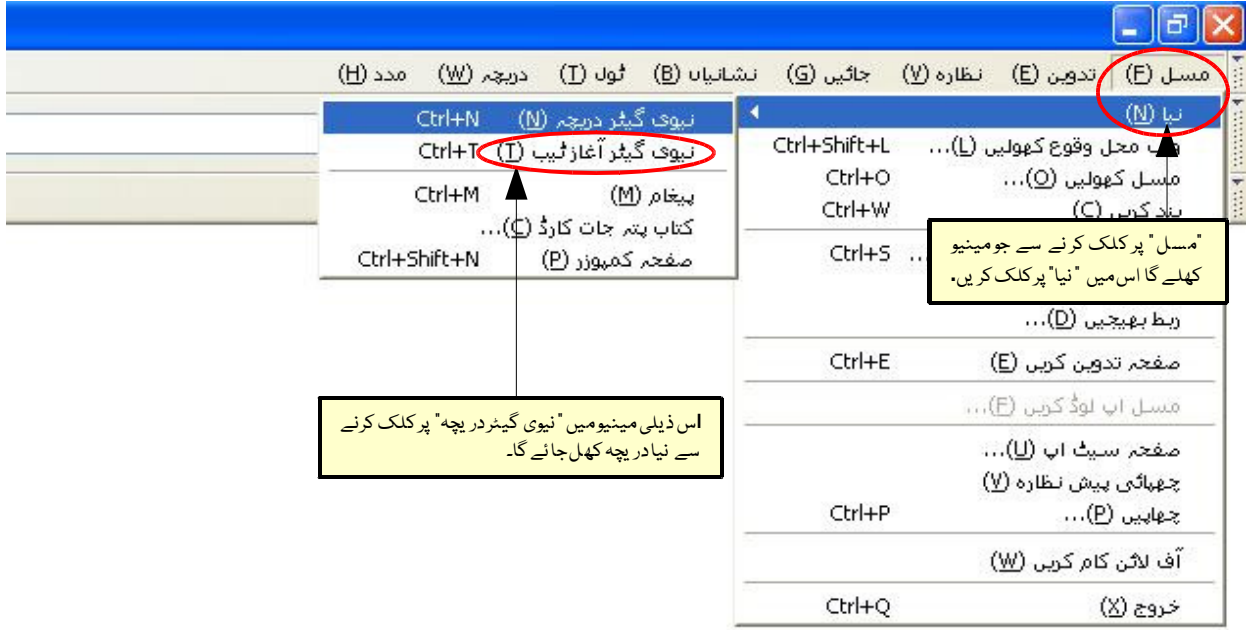 مسل (F) تدوین (E) نظارہ (V) جائیں (G) نشانیاں (B) ٹول (T) دریچہ (W) مدد (H)
نیا (N)
ویب محل وقوع کھولیں (L)... Ctrl+Shift+L
مسل کھولیں (O)... Ctrl+O
بند کریں (C) Ctrl+W
... Ctrl+S
ربط بھیجیں (D)...
صفحہ تدوین کریں (E) Ctrl+E
مسل اپ لوڈ کریں (F)...
صفحہ سیٹ اپ (U)...
چھپائی پیش نظارہ (V)
چھاپیں (P)... Ctrl+P
آف لائن کام کریں (W)
خروج (X) Ctrl+Q
نیوی گیٹر دریچہ (N) Ctrl+N
نیوی گیٹر آغاز ٹیب (T) Ctrl+T
پیغام (M) Ctrl+M
کتاب پتہ جات کارڈ (C)...
صفحہ کمپوزر (P) Ctrl+Shift+N
"مسل" پر کلک کرنے سے جو مینیو
کھلے گا اس میں "نیا" پر کلک کریں۔
اس ذیلی مینیو میں "نیوی گیٹر دریچہ" پر کلک کرنے
سے نیا دریچہ کھل جائے گا۔